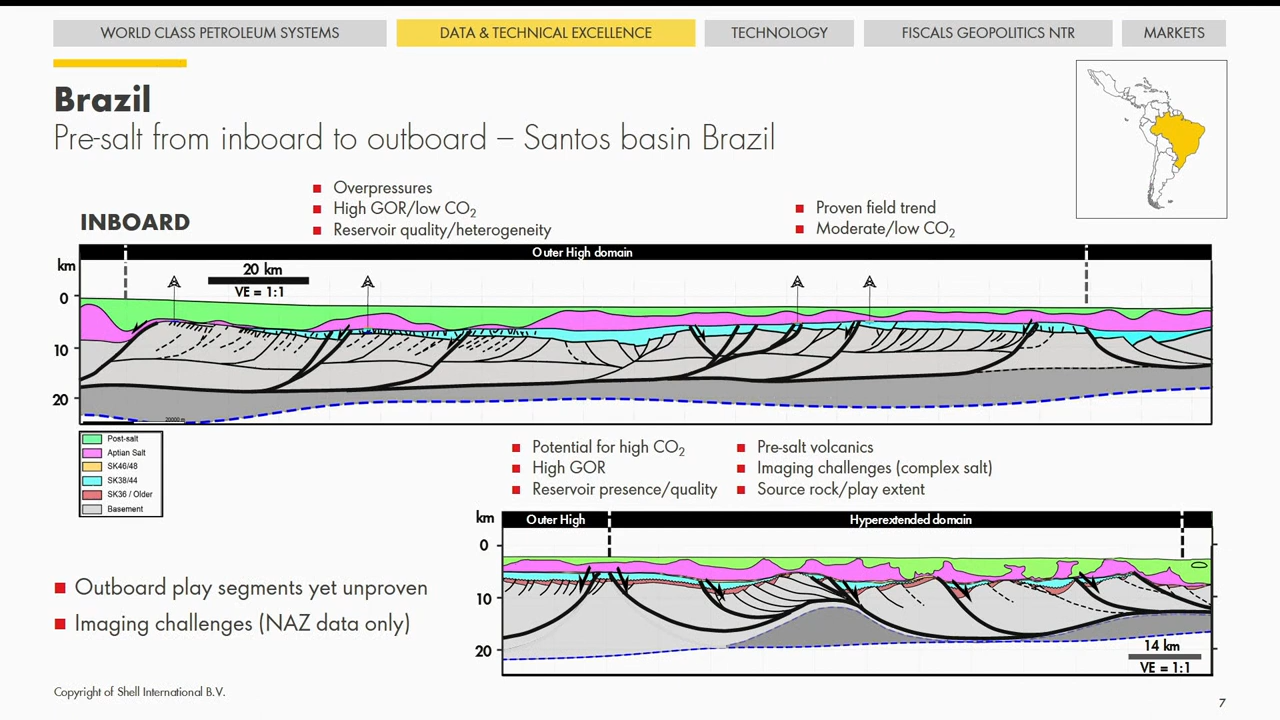 WORLD CLASS PETROLEUM SYSTEMS
DATA & TECHNICAL EXCELLENCE
TECHNOLOGY
FISCALS GEOPOLITICS NTR
MARKETS
Brazil
Pre-salt from inboard to outboard – Santos basin Brazil
INBOARD
Overpressures
High GOR/low CO2
Reservoir quality/heterogeneity
Proven field trend
Moderate/low CO2
Outer High domain
km
0
10
20
20 km
VE = 1:1
20000 m
Post-salt
Aptian Salt
SK46/48
SK38/44
SK36 / Older
Basement
Potential for high CO2
High GOR
Reservoir presence/quality
Pre-salt volcanics
Imaging challenges (complex salt)
Source rock/play extent
km
Outer High
Hyperextended domain
0
10
20
14 km
VE = 1:1
Outboard play segments yet unproven
Imaging challenges (NAZ data only)
Copyright of Shell International B.V.
7